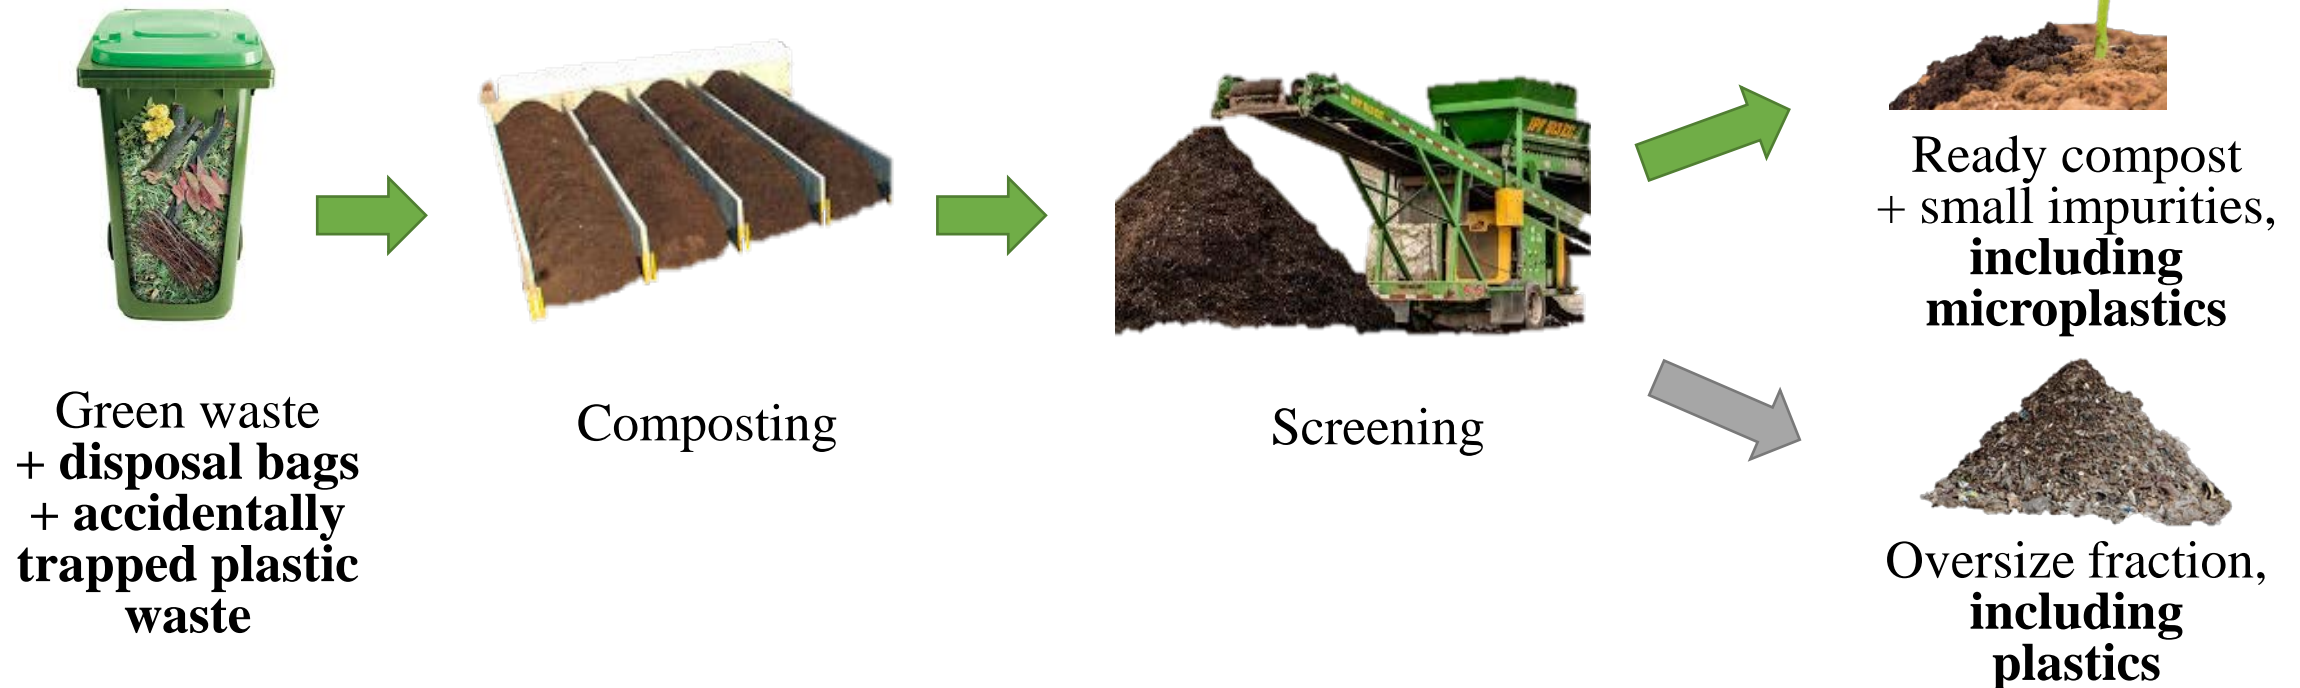 Green waste
+ disposal bags
+ accidentally
trapped plastic
waste
Composting
Screening
Ready compost
+ small impurities,
including
microplastics
Oversize fraction,
including
plastics